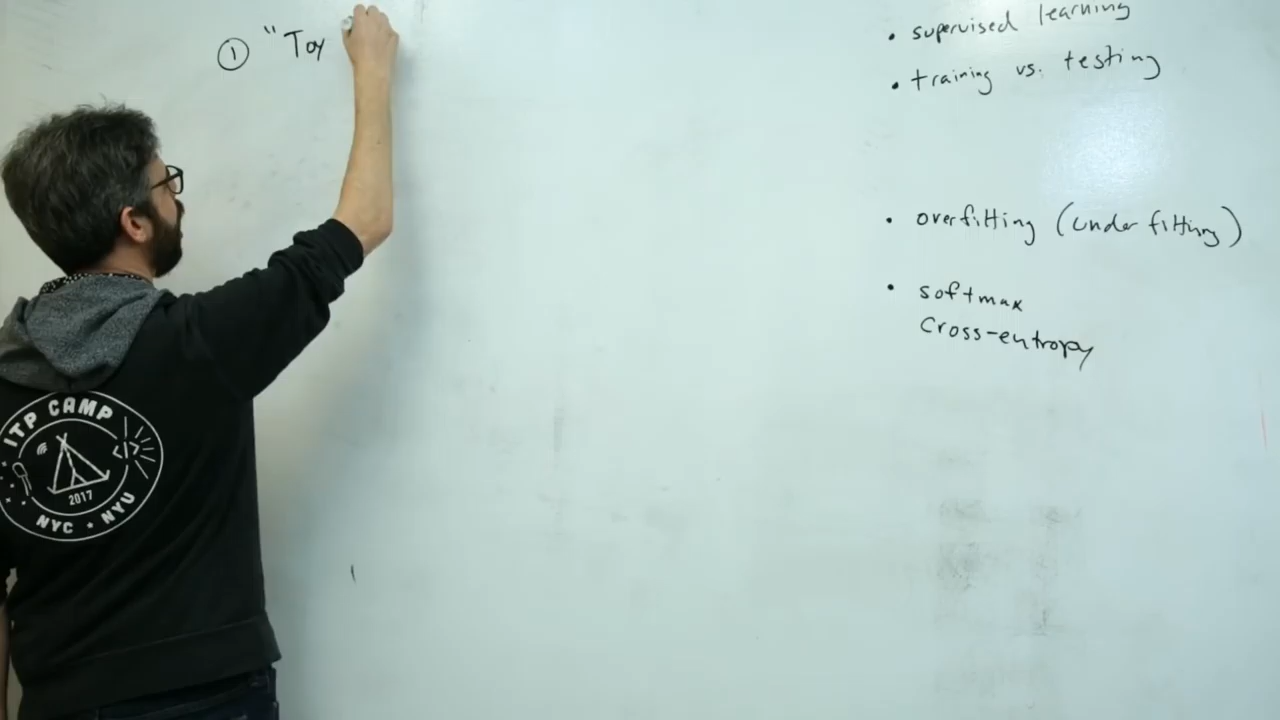 ① "Toy
• supervised learning
• training vs. testing
• overfitting (underfitting)
• softmax
cross-entropy
ITP CAMP
2017
NYC • NYU